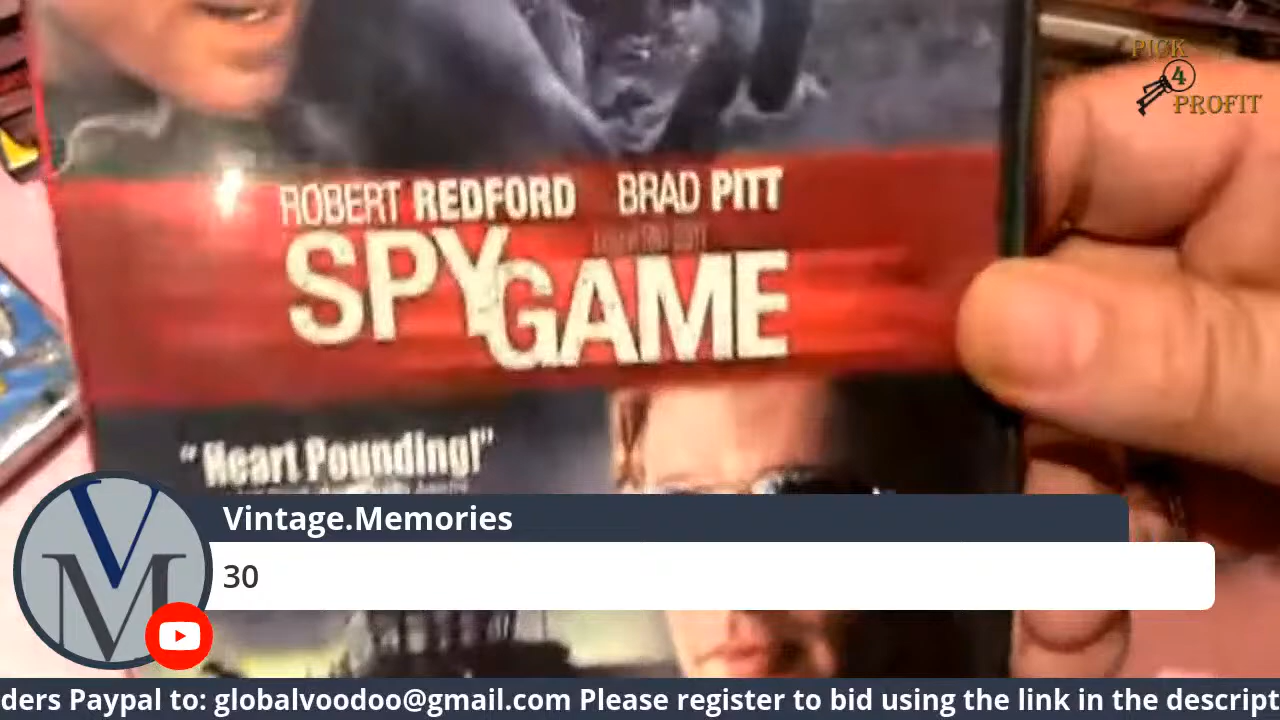 PICK
4
PROFIT
ROBERT REDFORD BRAD PITT
SPY GAME
"Heart Pounding!"
VM
Vintage.Memories
30
ders Paypal to: globalvoodoo@gmail.com Please register to bid using the link in the descript